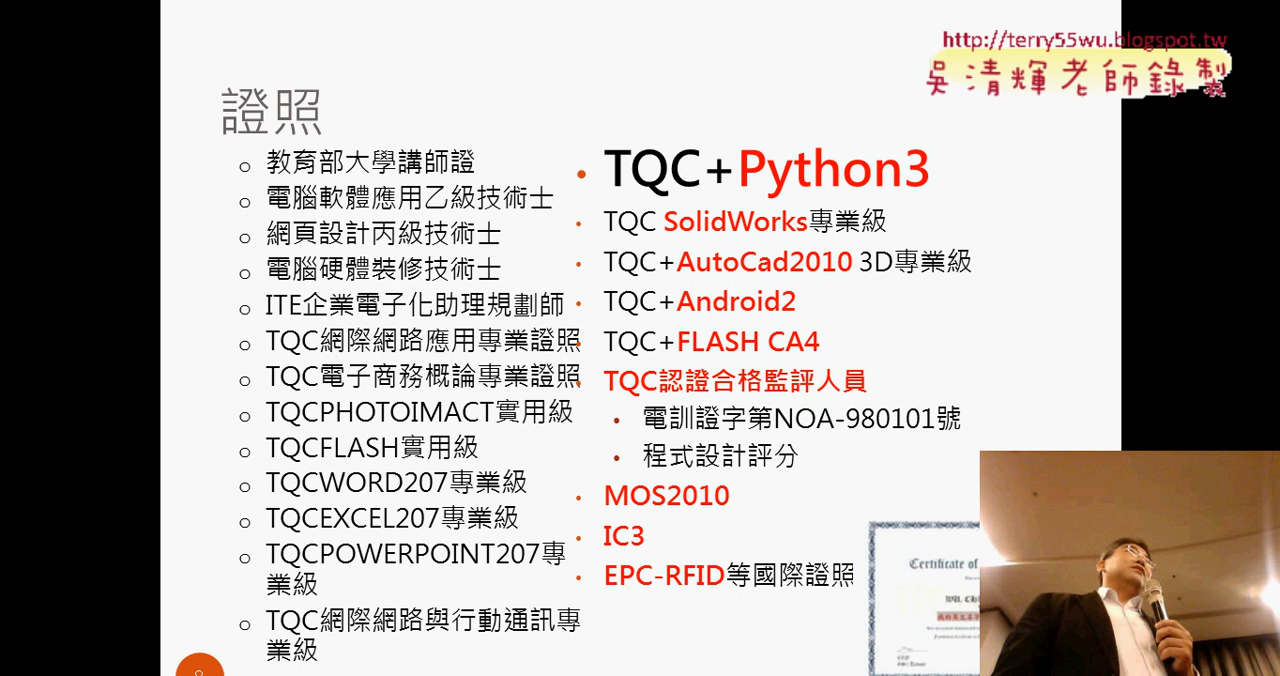 http://terry55wu.blogspot.tw
吳清輝老師錄製
證照
教育部大學講師證
電腦軟體應用乙級技術士
網頁設計丙級技術士
電腦硬體裝修技術士
ITE企業電子化助理規劃師
TQC網際網路應用專業證照
TQC電子商務概論專業證照
TQCPHOTOIMACT實用級
TQCFLASH實用級
TQCWORD207專業級
TQCEXCEL207專業級
TQCPOWERPOINT207專
業級
TQC網際網路與行動通訊專
業級
TQC+Python3
TQC SolidWorks專業級
TQC+AutoCad2010 3D專業級
TQC+Android2
TQC+FLASH CA4
TQC認證合格監評人員
電訓證字第NOA-980101號
程式設計評分
MOS2010
IC3
EPC-RFID等國際證照
Certificate of
WU, CH